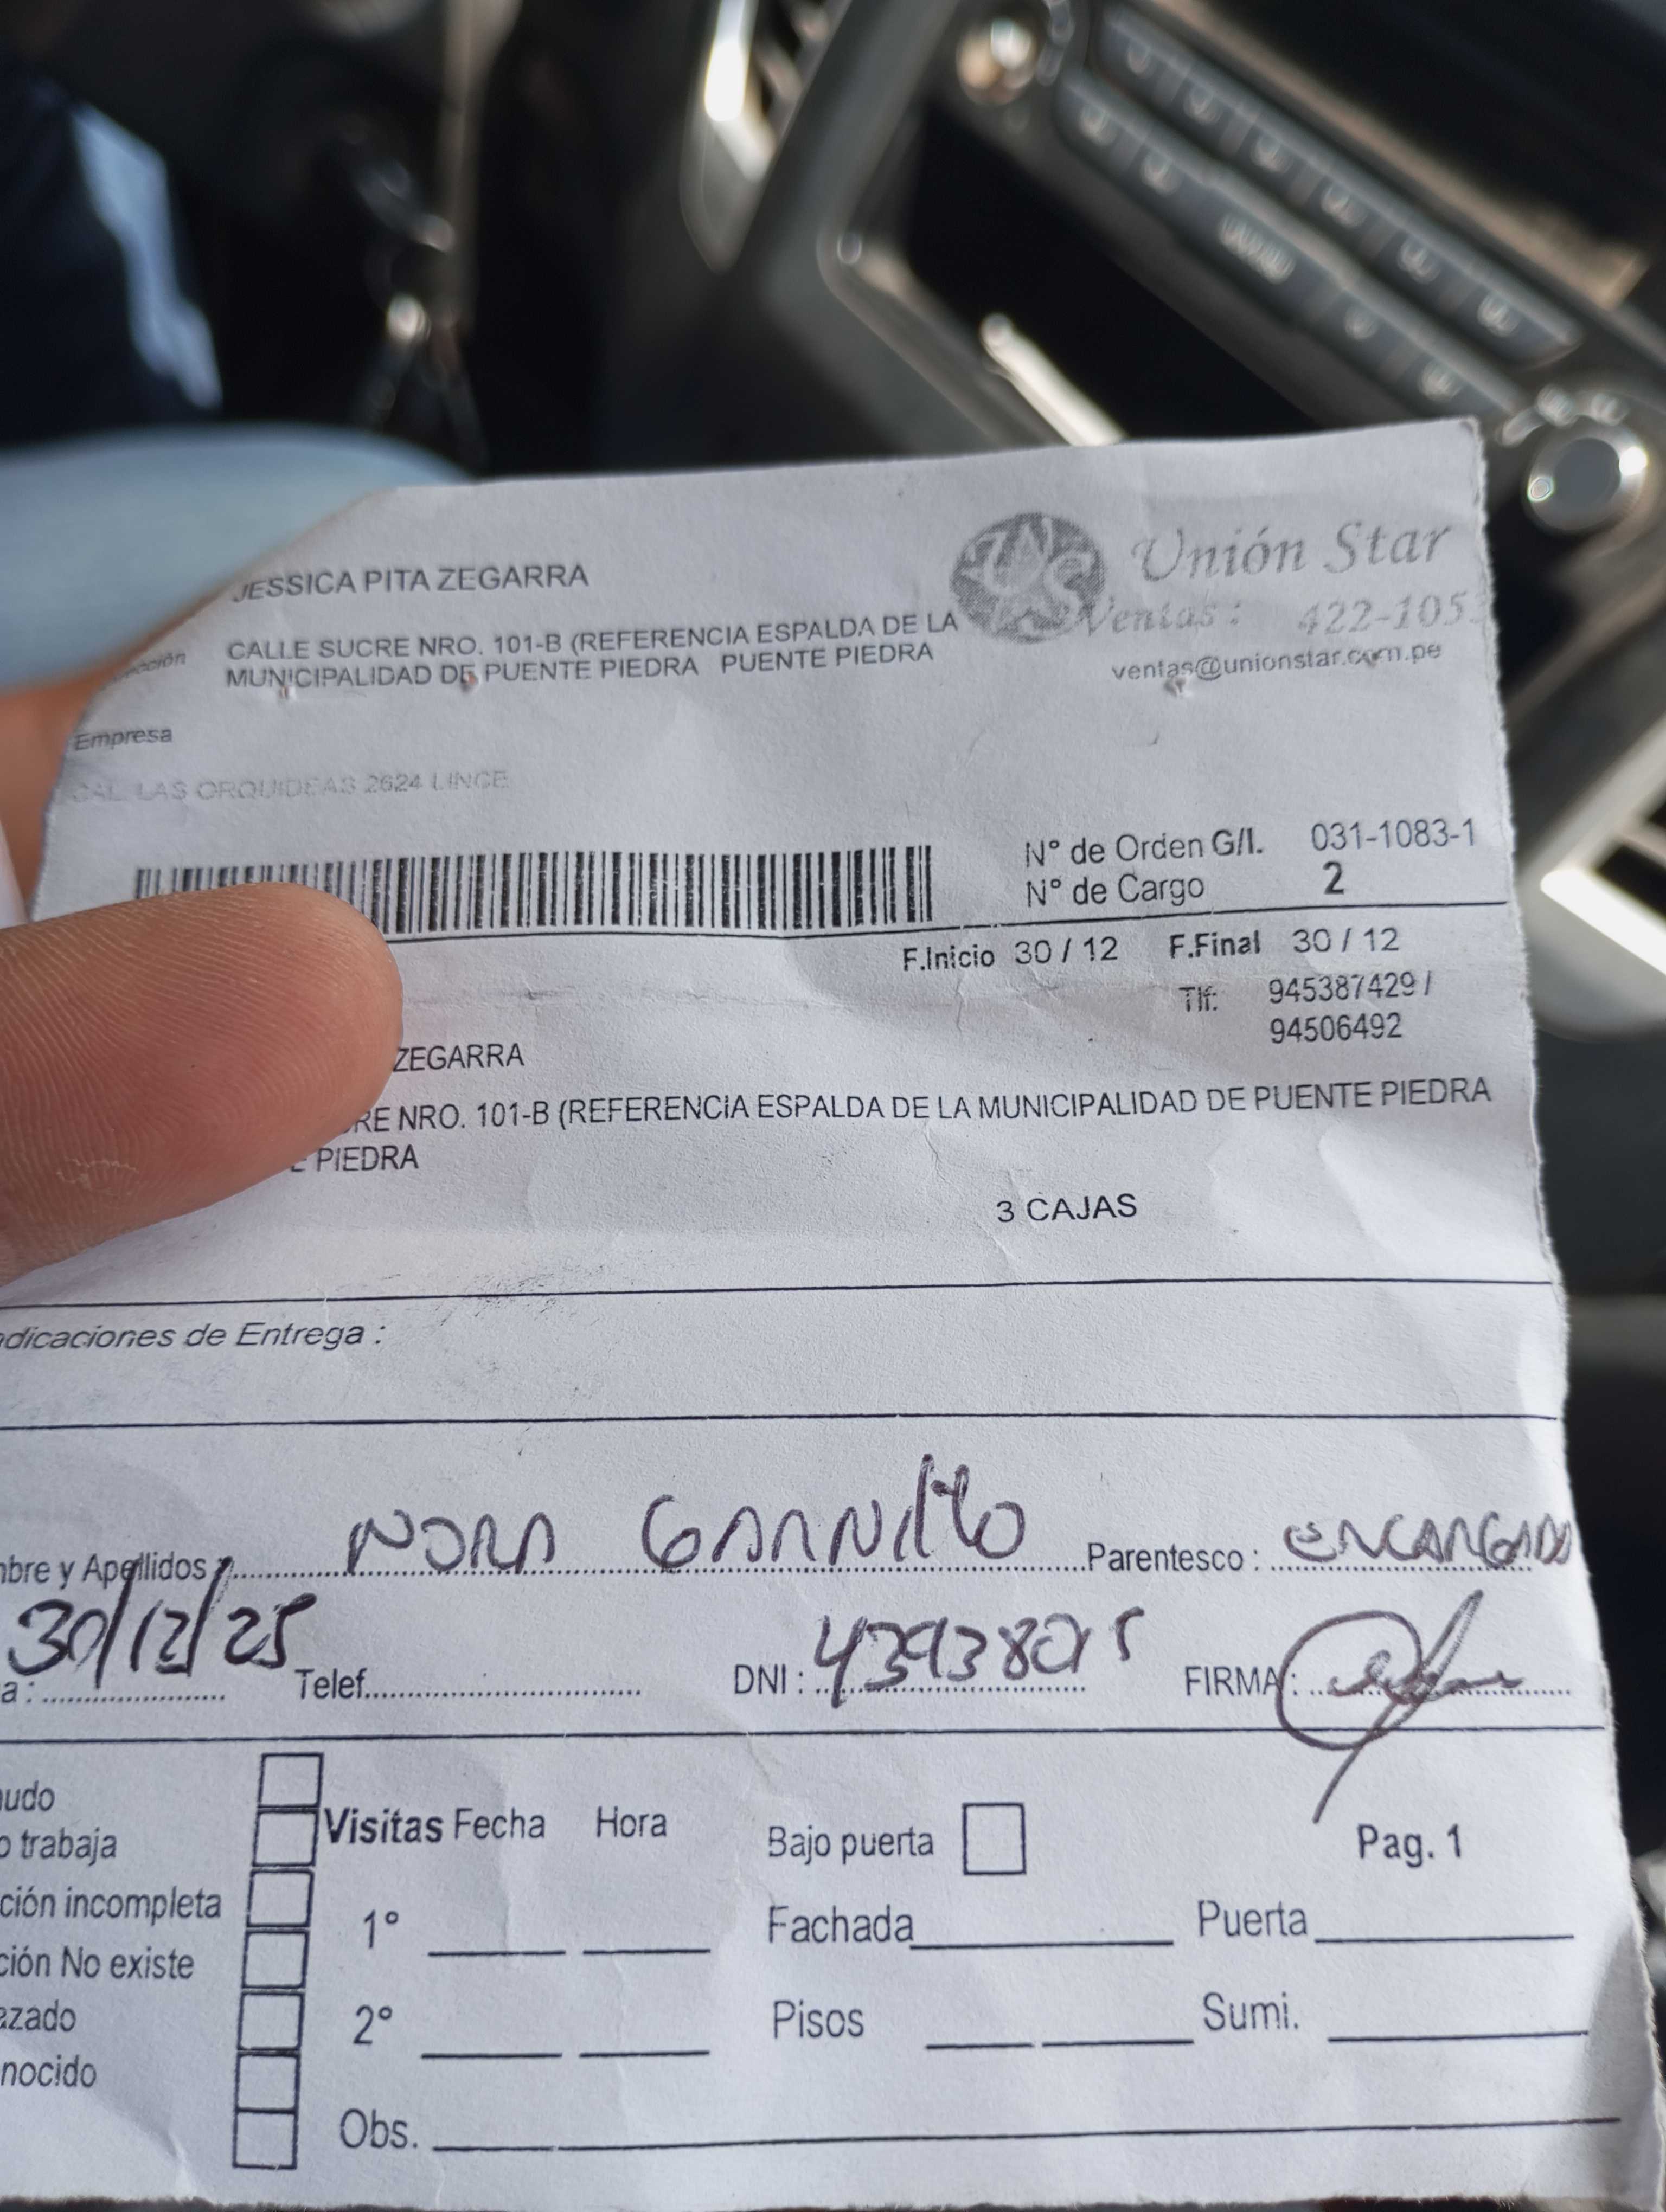 JESSICA PITA ZEGARRA
Unión Star
Ventas: 422-105
CALLE SUCRE NRO. 101-B (REFERENCIA ESPALDA DE LA
MUNICIPALIDAD DE PUENTE PIEDRA PUENTE PIEDRA
ventas@unionstar.com.pe
Empresa
CAL. LAS ORQUIDEAS 2624 LINCE
N° de Orden G/I. 031-1083-1
N° de Cargo 2
F.Inicio 30 / 12 F.Final 30 / 12
Tlf: 945387429 /
94506492
ZEGARRA
RE NRO. 101-B (REFERENCIA ESPALDA DE LA MUNICIPALIDAD DE PUENTE PIEDRA
E PIEDRA
3 CAJAS
dicaciones de Entrega :
bre y Apellidos : NORA Parentesco : ENCARGADO
a : 30/12/25 Telef. DNI : FIRMA :
udo
o trabaja
ción incompleta
ción No existe
azado
nocido
Visitas Fecha Hora
1°
2°
Obs.
Bajo puerta
Pag. 1
Fachada Puerta
Pisos Sumi.